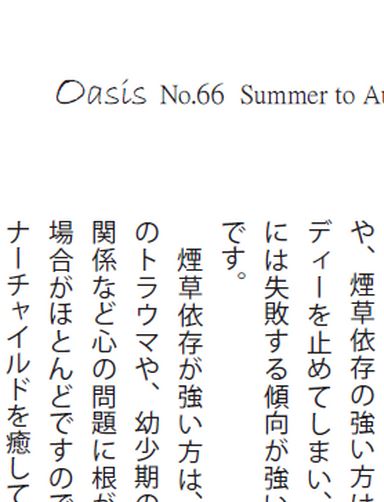 Oasis No.66 Summer to Au
や、煙草依存の強い方は
ディーを止めてしまい、
には失敗する傾向が強い
です。
煙草依存が強い方は、
のトラウマや、幼少期の
関係など心の問題に根が
場合がほとんどですので
ナーチャイルドを癒して